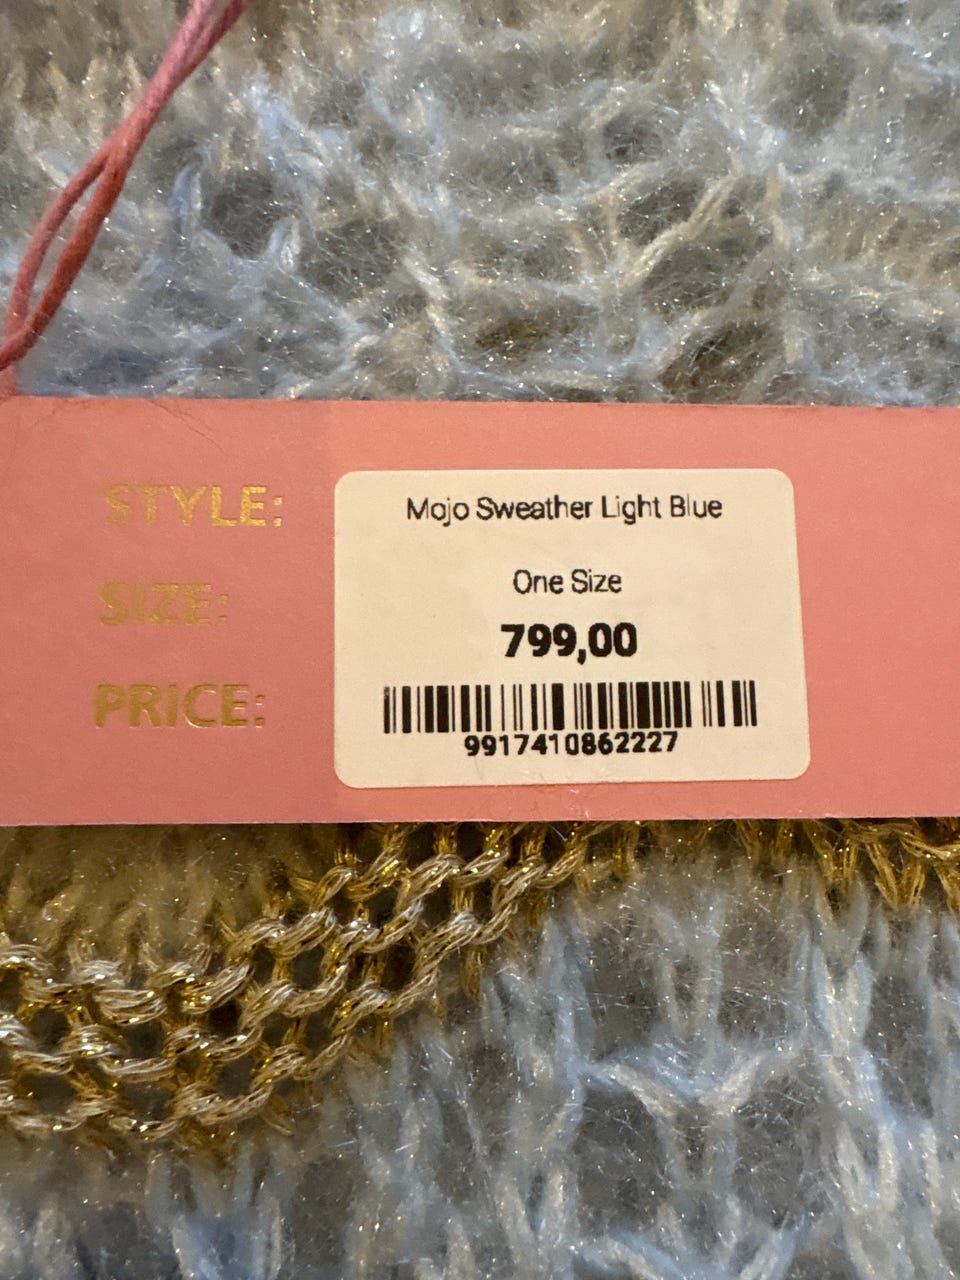 STYLE: Mojo Sweather Light Blue
SIZE: One Size
PRICE: 799,00
9917410862227